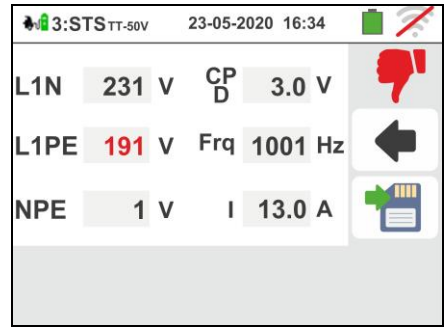 3:STS TT-50V 23-05-2020 16:34
L1N 231 V CPD 3.0 V
L1PE 191 V Frq 1001 Hz
NPE 1 V I 13.0 A